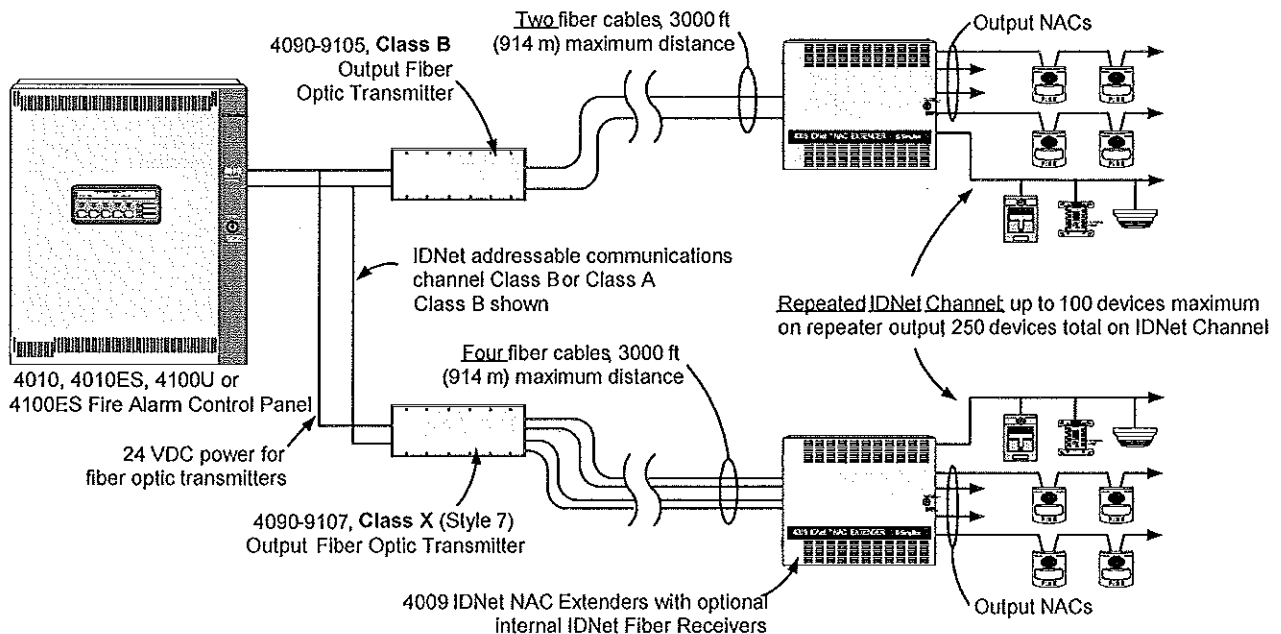 4090-9105, Class B
Output Fiber
Optic Transmitter
Two fiber cables, 3000 ft
(914 m) maximum distance
Output NACs
IDNet addressable communications
channel Class B or Class A
Class B shown
Repeated IDNet Channel, up to 100 devices maximum
on repeater output, 250 devices total on IDNet Channel
Four fiber cables, 3000 ft
(914 m) maximum distance
4010, 4010ES, 4100U or
4100ES Fire Alarm Control Panel
24 VDC power for
fiber optic transmitters
4090-9107, Class X (Style 7)
Output Fiber Optic Transmitter
4009 IDNet NAC EXTENDER
4009 IDNet NAC Extenders with optional
internal IDNet Fiber Receivers
Output NACs